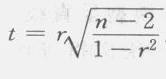 t = r√((n − 2)/(1 − r²))